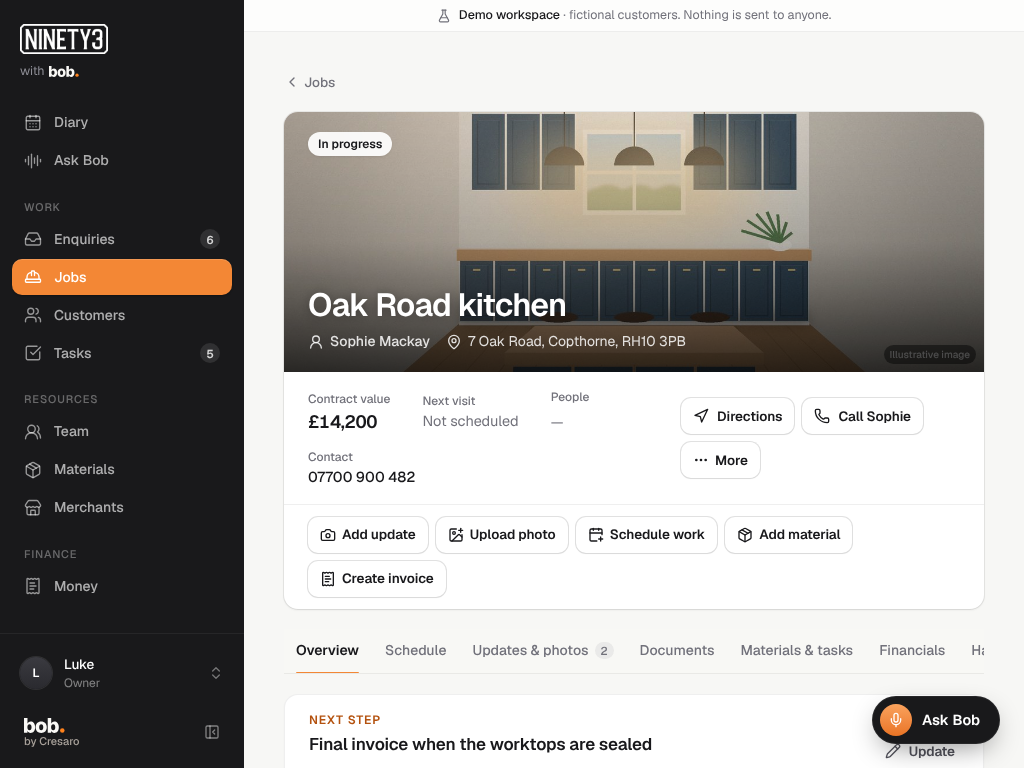 NINETY3
with bob.
Diary
Ask Bob
WORK
Enquiries 6
Jobs
Customers
Tasks 5
RESOURCES
Team
Materials
Merchants
FINANCE
Money
L
Luke
Owner
bob.
by Cresaro
Demo workspace · fictional customers. Nothing is sent to anyone.
Jobs
In progress
Oak Road kitchen
Sophie Mackay 7 Oak Road, Copthorne, RH10 3PB
Illustrative image
Contract value
£14,200
Next visit
Not scheduled
People
—
Contact
07700 900 482
Directions
Call Sophie
More
Add update
Upload photo
Schedule work
Add material
Create invoice
Overview Schedule Updates & photos 2 Documents Materials & tasks Financials Ha
NEXT STEP
Final invoice when the worktops are sealed
Update
Ask Bob